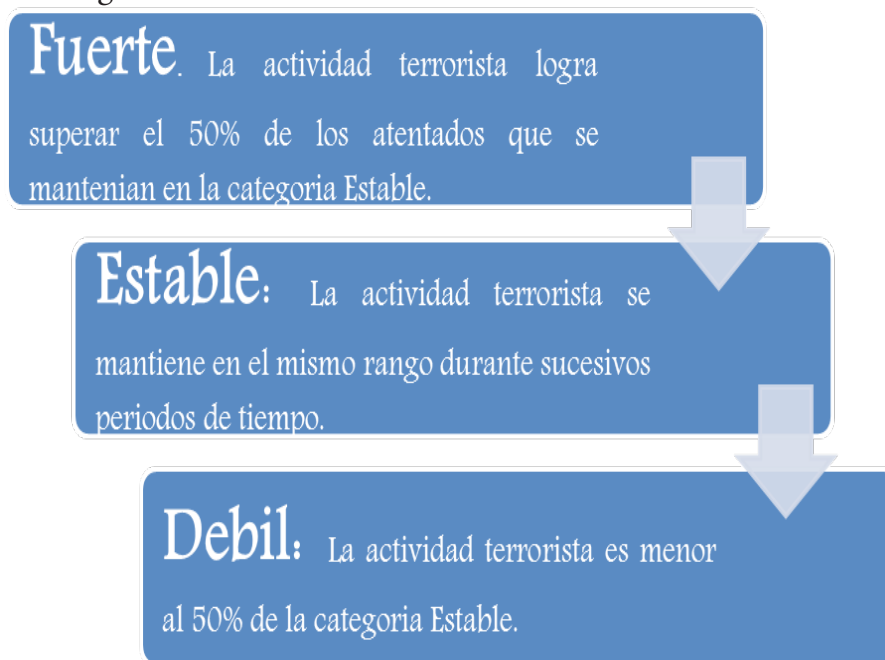 Fuerte. La actividad terrorista logra
superar el 50% de los atentados que se
mantenian en la categoria Estable.
Estable: La actividad terrorista se
mantiene en el mismo rango durante sucesivos
periodos de tiempo.
Debil: La actividad terrorista es menor
al 50% de la categoria Estable.